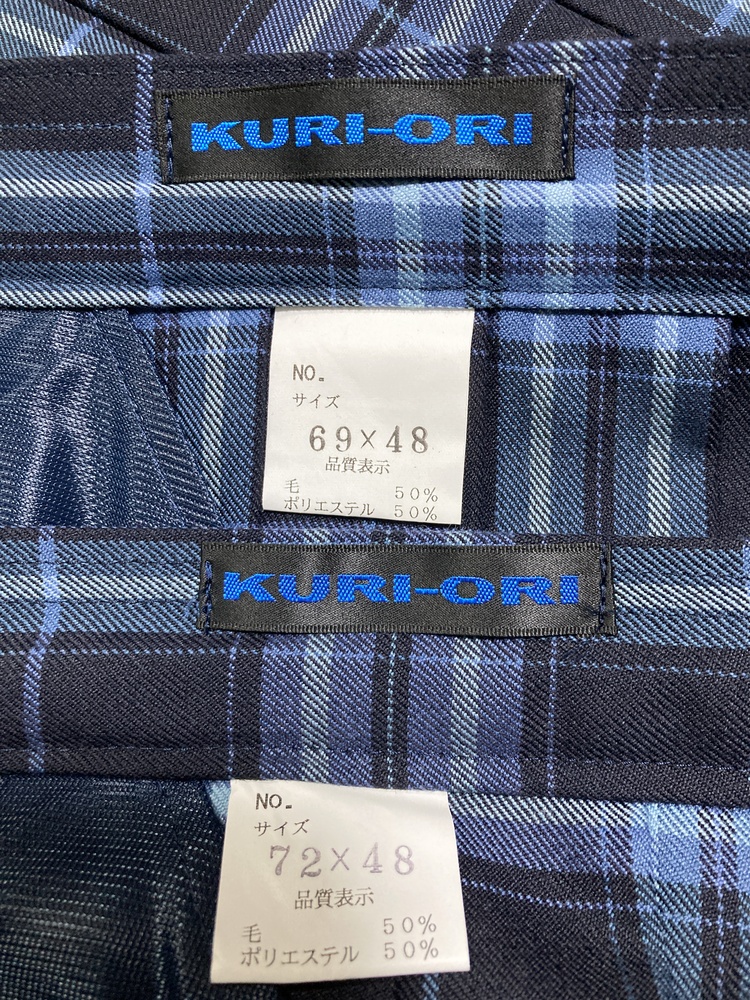 KURI-ORI
NO.
サイズ
69×48
品質表示
毛 50%
ポリエステル 50%
KURI-ORI
NO.
サイズ
72×48
品質表示
毛 50%
ポリエステル 50%